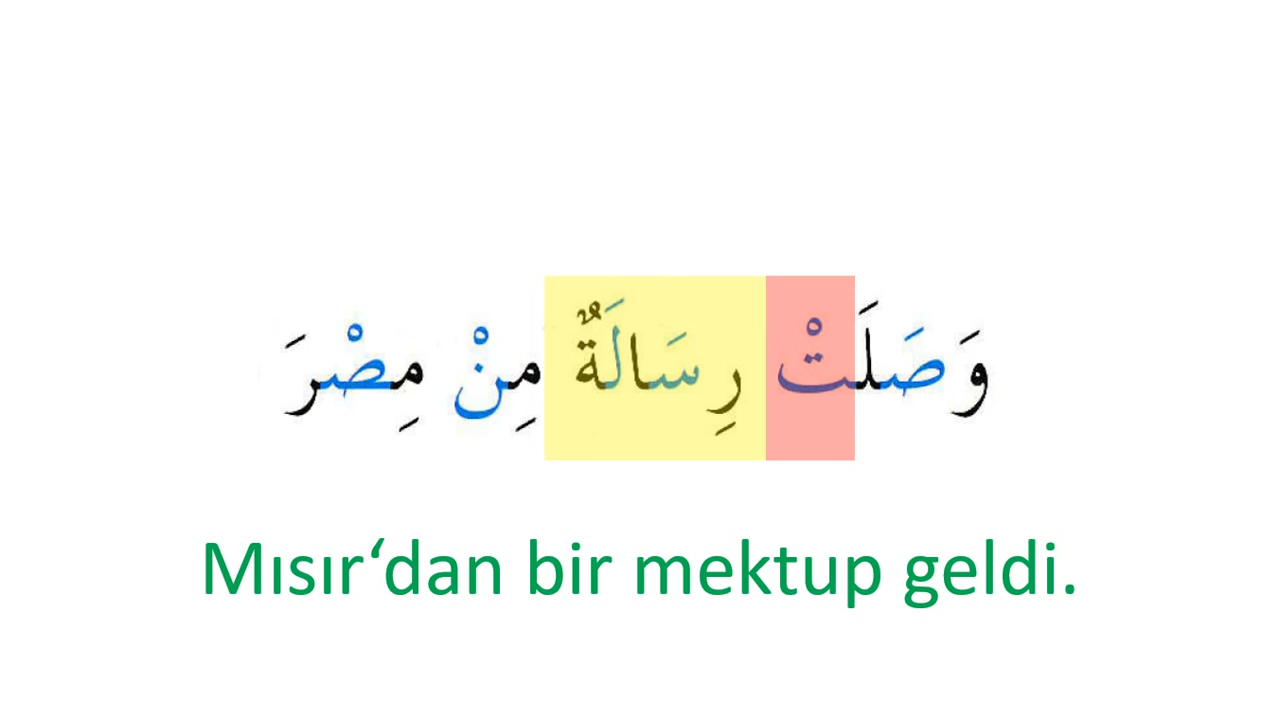 وَصَلَتْ رِسَالَةٌ مِنْ مِصْرَ
Mısır‘dan bir mektup geldi.